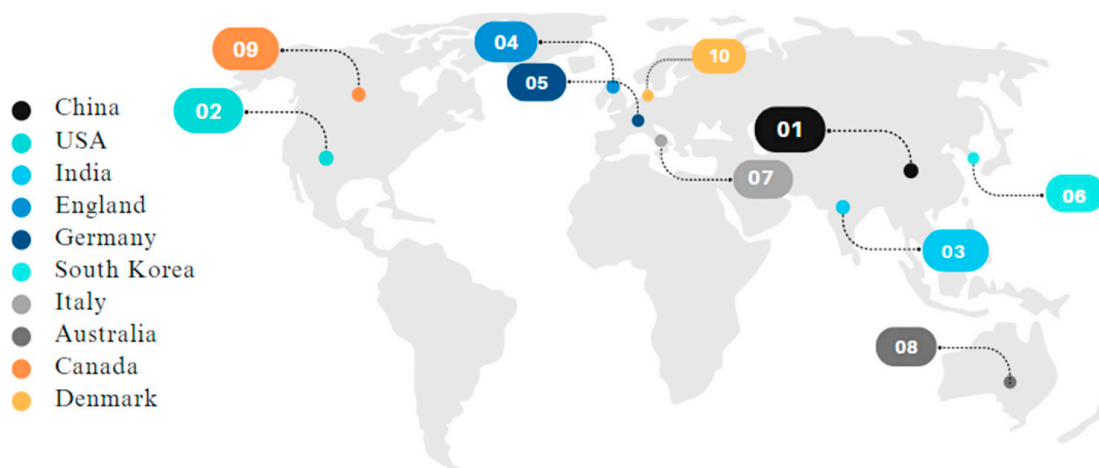 China
USA
India
England
Germany
South Korea
Italy
Australia
Canada
Denmark
09
02
04
05
10
01
07
06
03
08